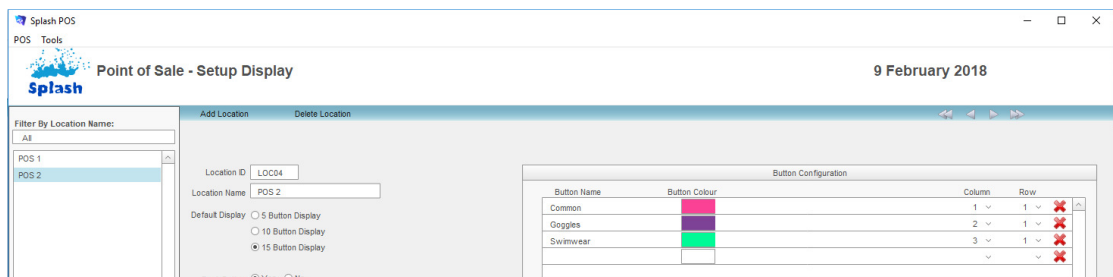 Splash POS
POS Tools
Splash
Point of Sale - Setup Display
9 February 2018
Add Location Delete Location
Filter By Location Name:
All
POS 1
POS 2
Location ID LOC04
Location Name POS 2
Default Display 5 Button Display
10 Button Display
15 Button Display
Button Configuration
Button Name Button Colour Column Row
Common 1 1
Goggles 2 1
Swimwear 3 1